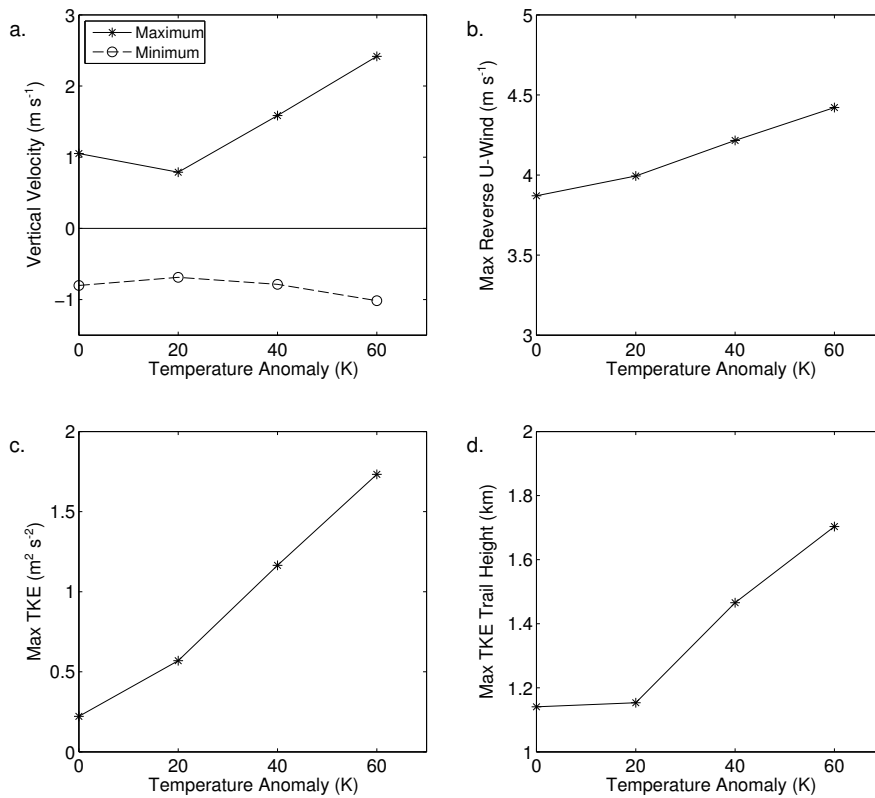 a.
3
2
1
0
−1
Vertical Velocity (m s⁻¹)
Maximum
Minimum
0 20 40 60
Temperature Anomaly (K)
b.
5
4.5
4
3.5
3
Max Reverse U-Wind (m s⁻¹)
0 20 40 60
Temperature Anomaly (K)
c.
2
1.5
1
0.5
0
Max TKE (m² s⁻²)
0 20 40 60
Temperature Anomaly (K)
d.
2
1.8
1.6
1.4
1.2
1
Max TKE Trail Height (km)
0 20 40 60
Temperature Anomaly (K)